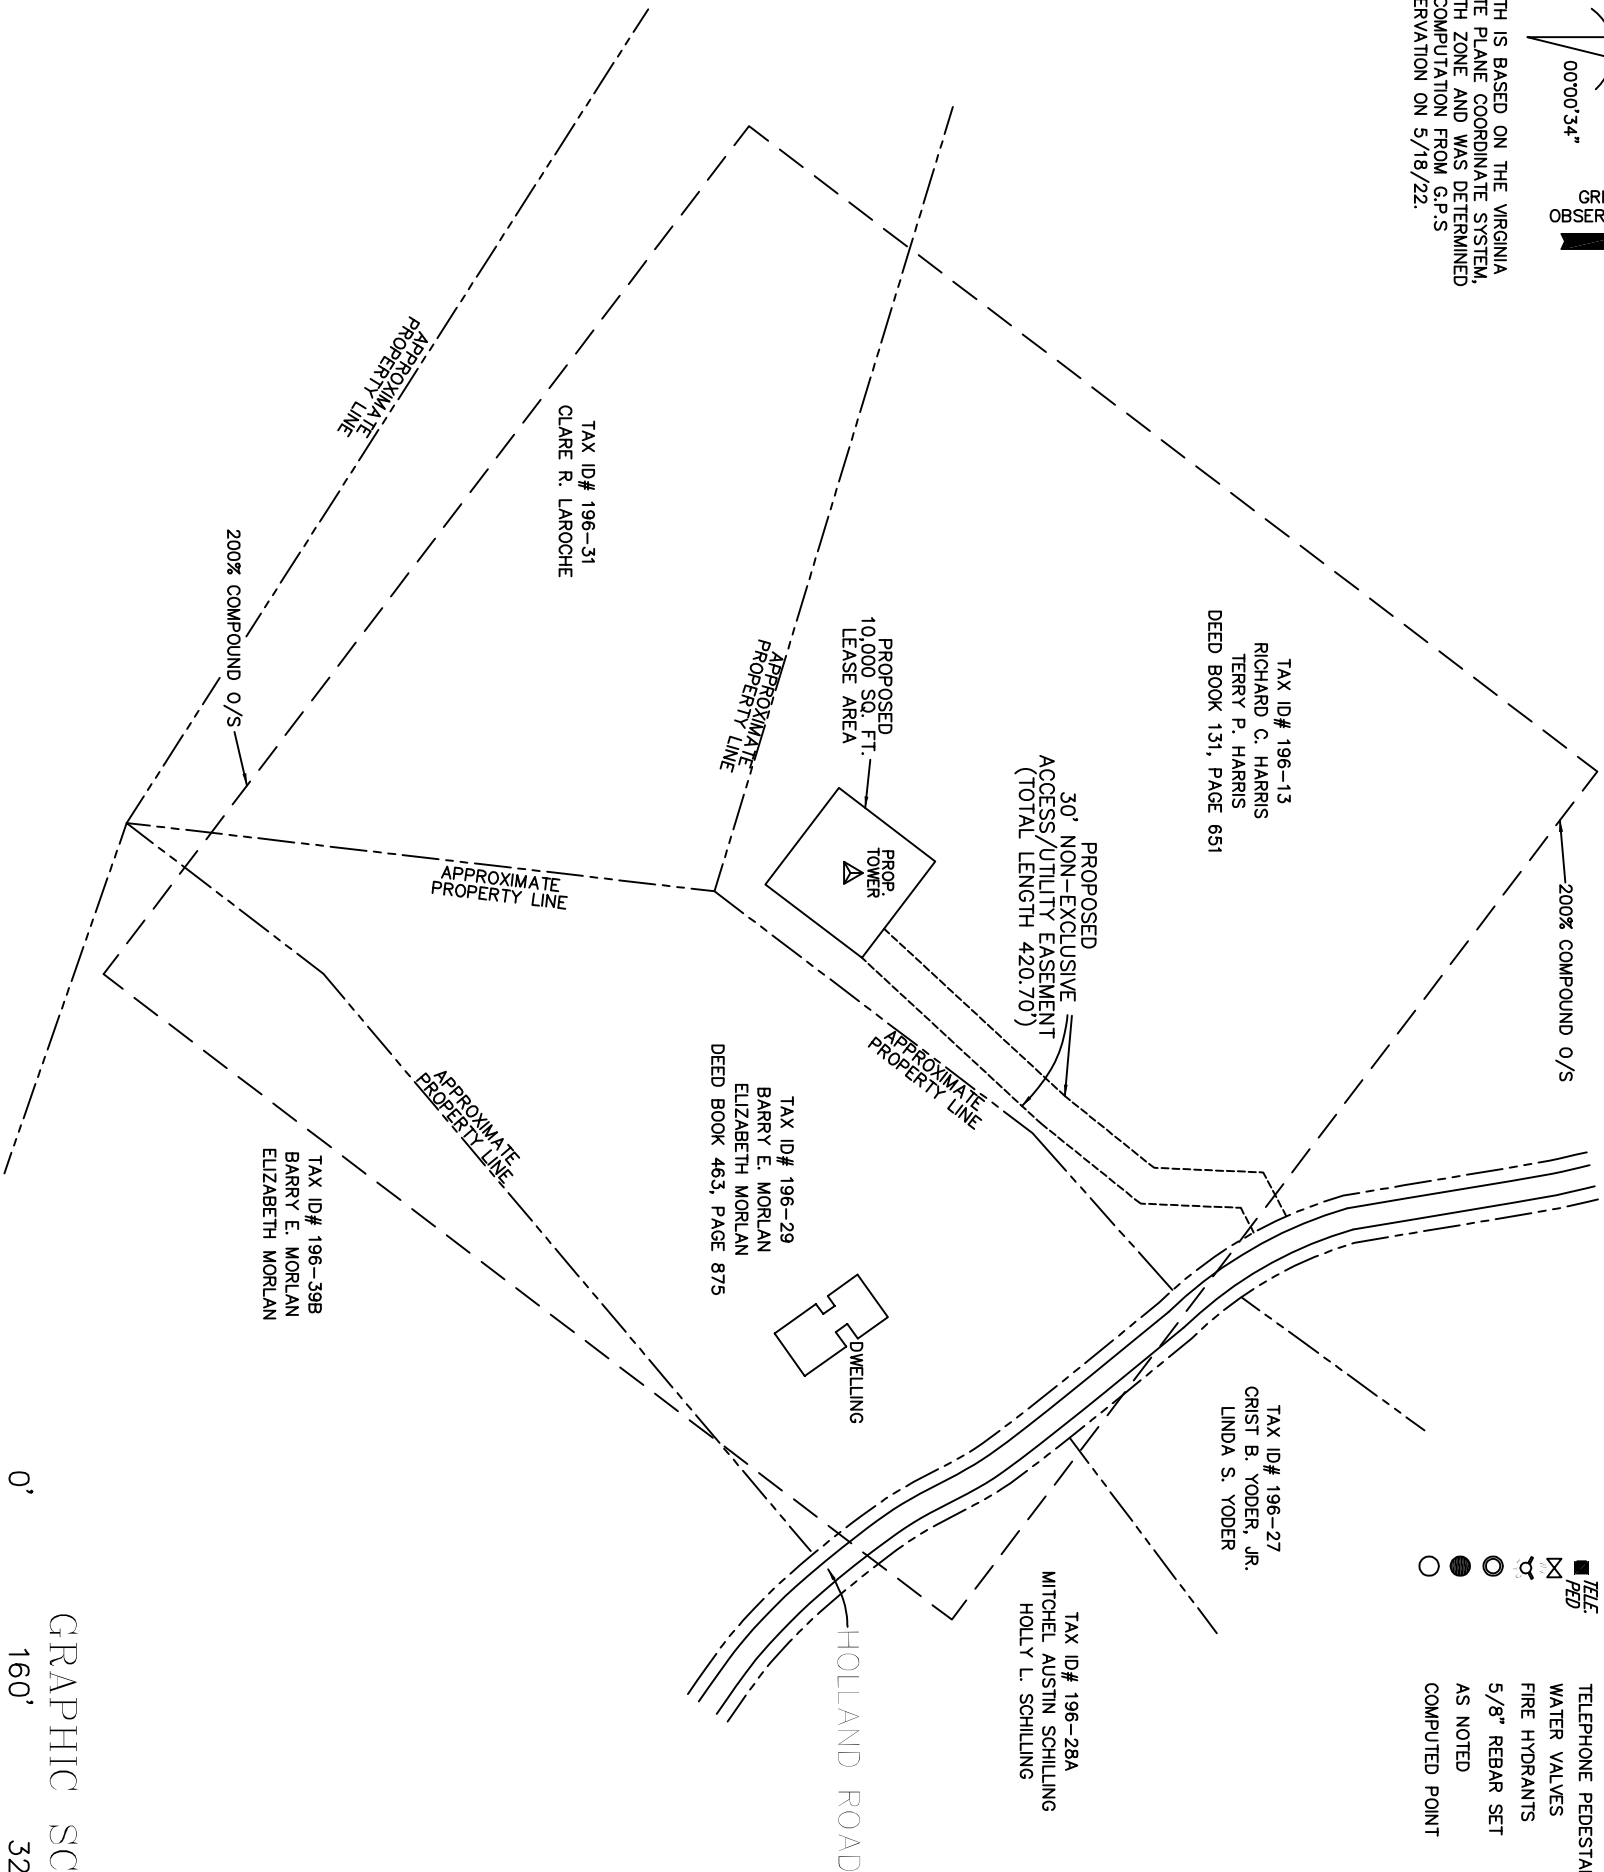 TH IS BASED ON THE VIRGINIA
TE PLANE COORDINATE SYSTEM,
TH ZONE AND WAS DETERMINED
COMPUTATION FROM G.P.S
ERVATION ON 5/18/22.
00°00'34"
GRI
OBSER
TELE.
PED
TELEPHONE PEDESTAL
WATER VALVES
FIRE HYDRANTS
5/8" REBAR SET
AS NOTED
COMPUTED POINT
200% COMPOUND O/S
TAX ID# 196-13
RICHARD C. HARRIS
TERRY P. HARRIS
DEED BOOK 131, PAGE 651
TAX ID# 196-27
CRIST B. YODER, JR.
LINDA S. YODER
PROPOSED
30' NON-EXCLUSIVE
ACCESS/UTILITY EASEMENT
(TOTAL LENGTH 420.70')
TAX ID# 196-28A
MITCHEL AUSTIN SCHILLING
HOLLY L. SCHILLING
PROPOSED
10,000 SQ. FT.
LEASE AREA
PROP.
TOWER
APPROXIMATE
PROPERTY LINE
DWELLING
HOLLAND ROAD
APPROXIMATE
PROPERTY LINE
TAX ID# 196-29
BARRY E. MORLAN
ELIZABETH MORLAN
DEED BOOK 463, PAGE 875
TAX ID# 196-31
CLARE R. LAROCHE
APPROXIMATE
PROPERTY LINE
APPROXIMATE
PROPERTY LINE
APPROXIMATE
PROPERTY LINE
TAX ID# 196-39B
BARRY E. MORLAN
ELIZABETH MORLAN
200% COMPOUND O/S
GRAPHIC SC
0' 160' 32